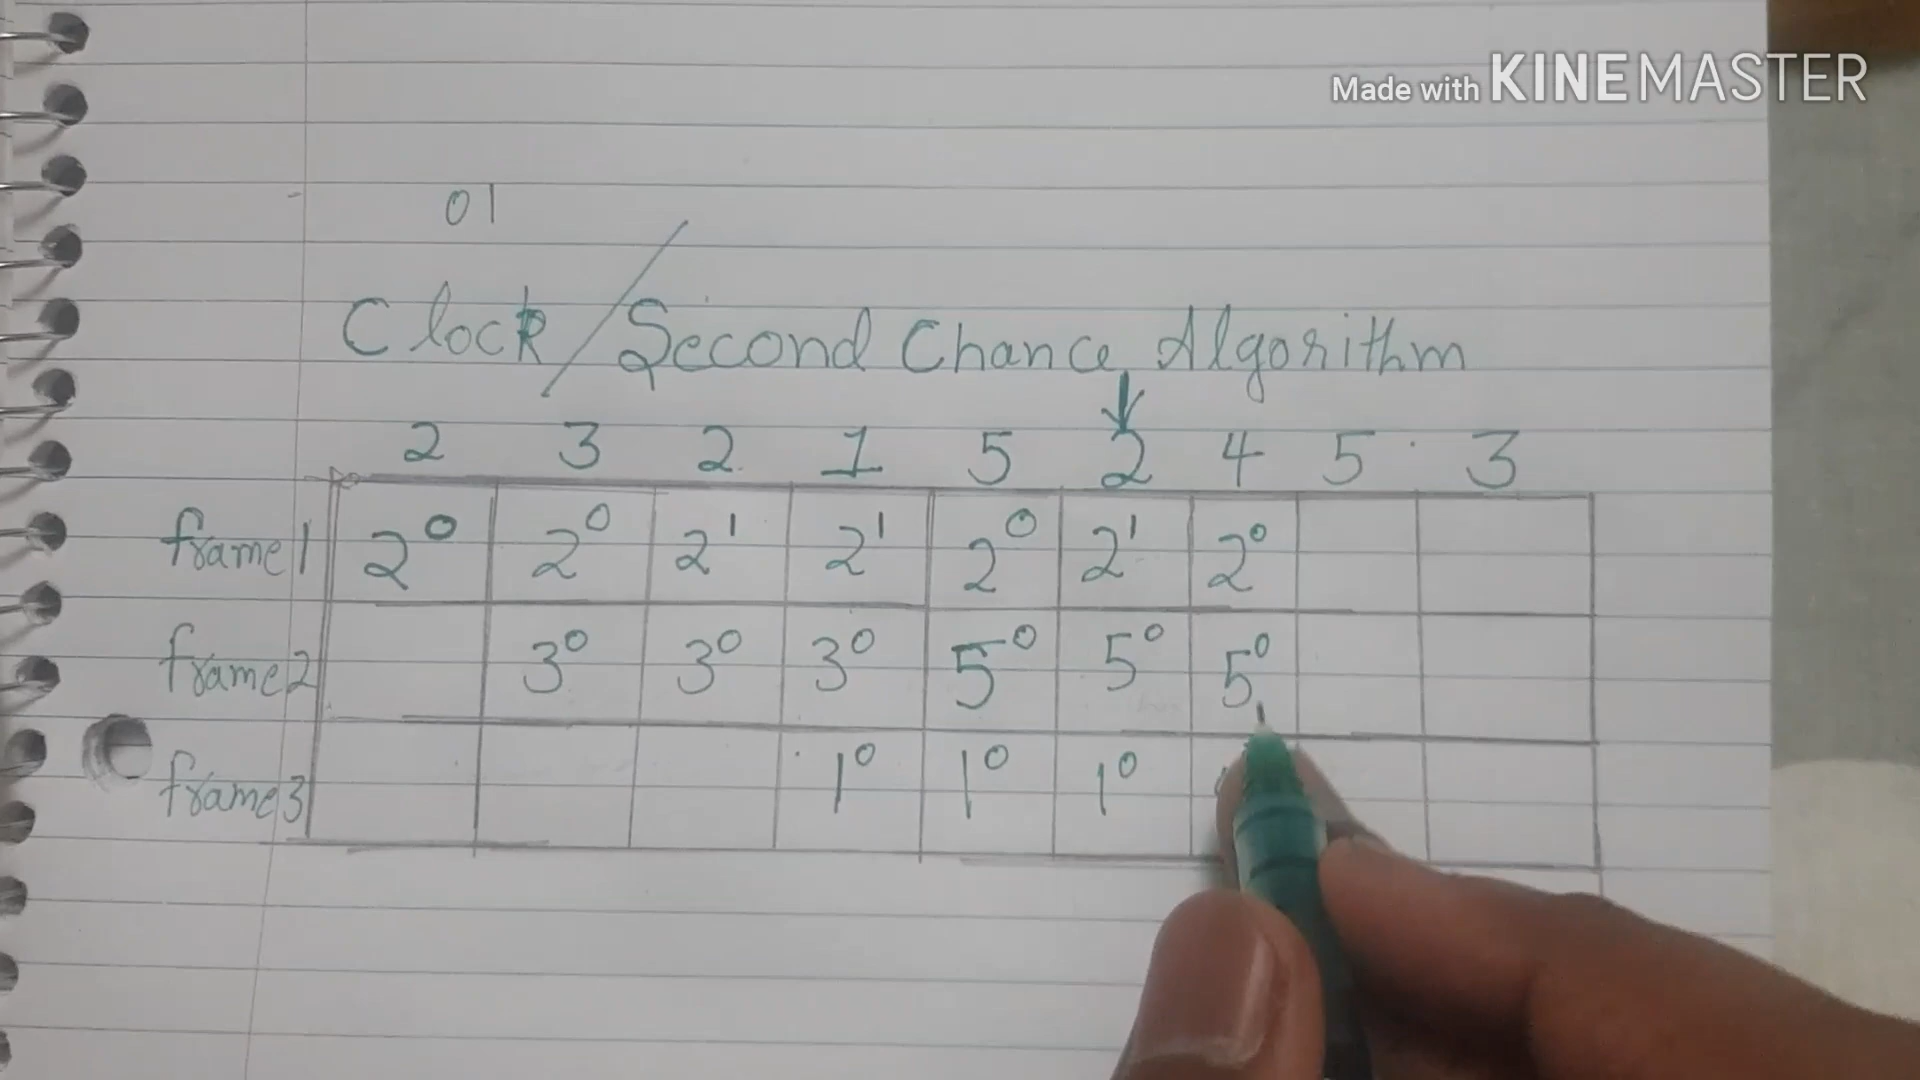 Made with KINEMASTER
01
Clock/Second Chance Algorithm
2 3 2 1 5 2 4 5 3
frame1 2⁰ 2⁰ 2¹ 2¹ 2⁰ 2¹ 2⁰
frame2 3⁰ 3⁰ 3⁰ 5⁰ 5⁰ 5⁰
frame3 1⁰ 1⁰ 1⁰